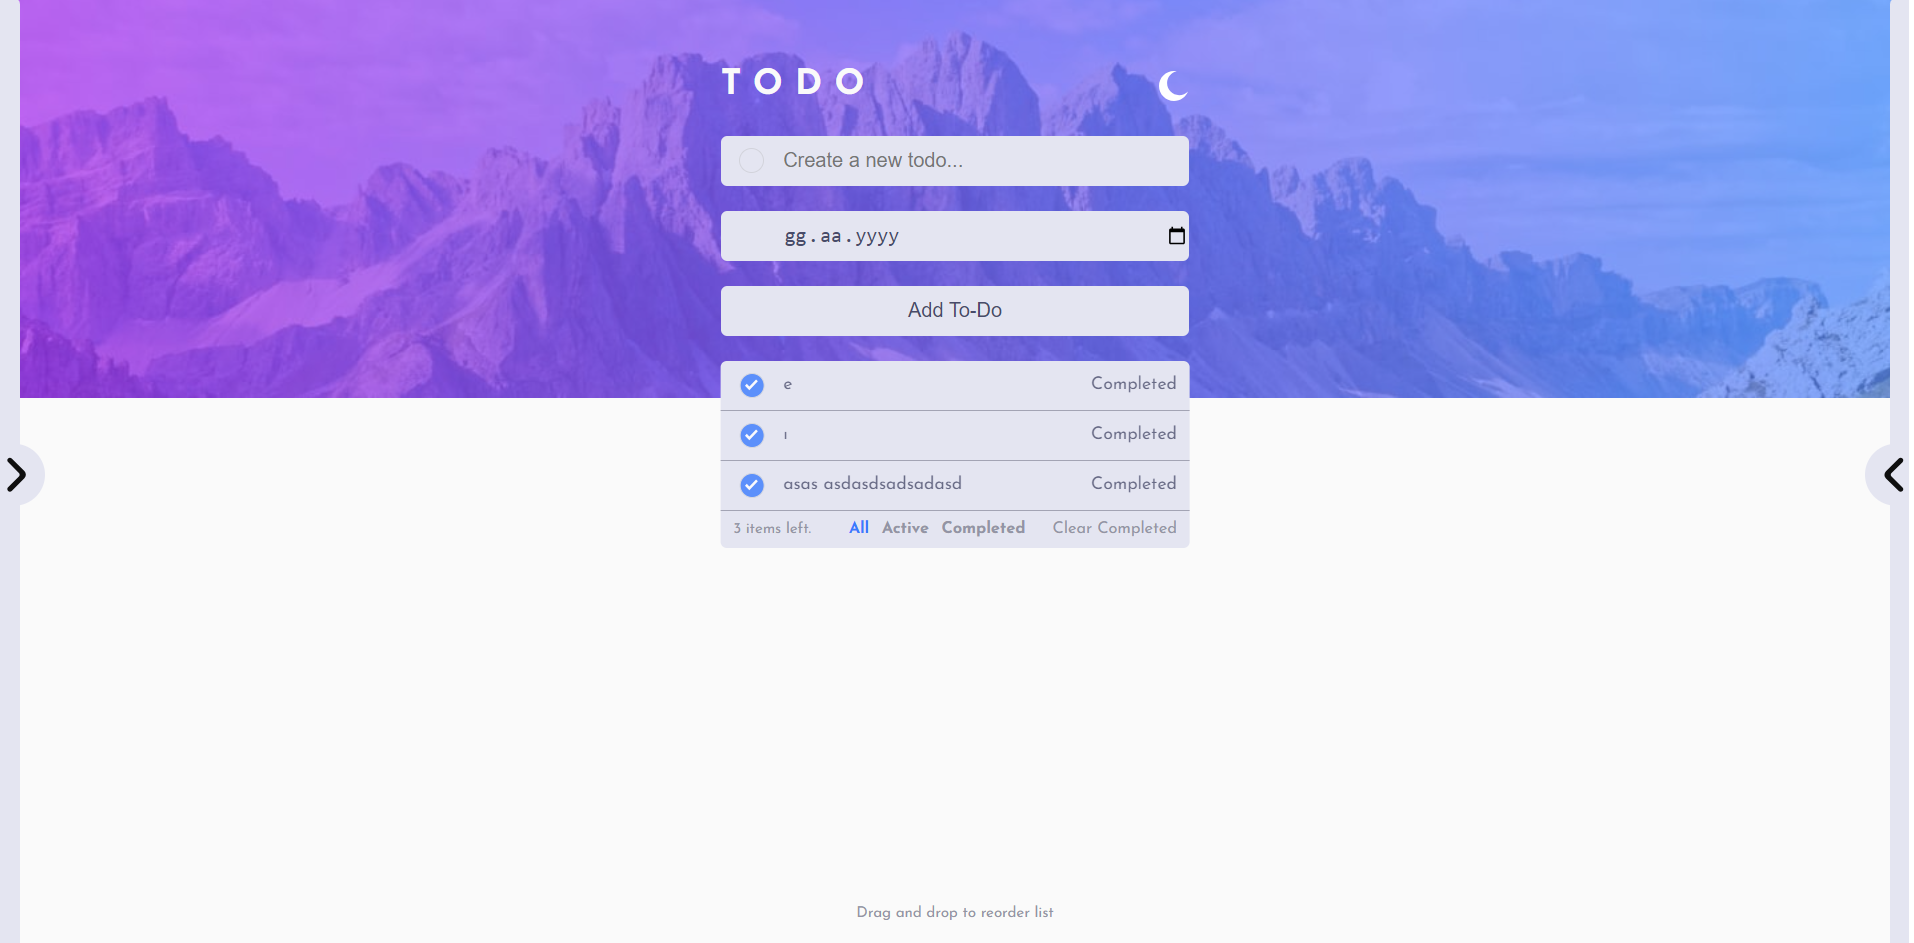 TODO
Create a new todo...
gg.aa.yyyy
Add To-Do
e Completed
ı Completed
asas asdasdsadsadasd Completed
3 items left. All Active Completed Clear Completed
Drag and drop to reorder list